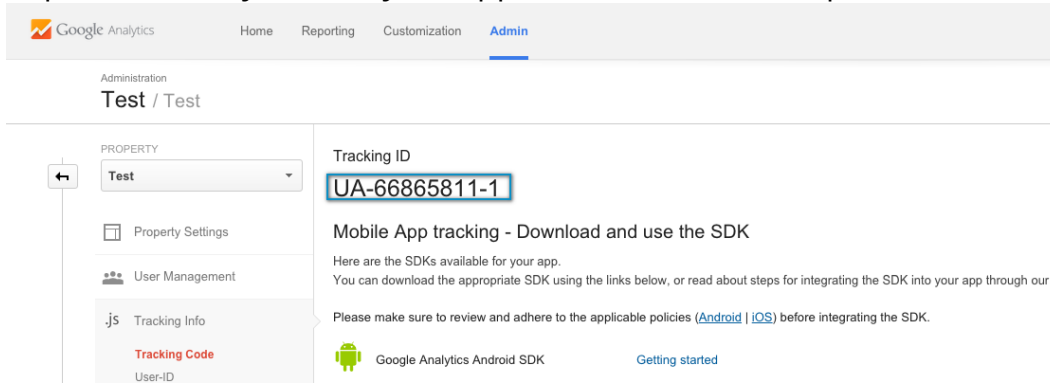 Google Analytics
Home Reporting Customization Admin
Administration
Test / Test
PROPERTY
Test
Property Settings
User Management
.js Tracking Info
Tracking Code
User-ID
Tracking ID
UA-66865811-1
Mobile App tracking - Download and use the SDK
Here are the SDKs available for your app.
You can download the appropriate SDK using the links below, or read about steps for integrating the SDK into your app through our
Please make sure to review and adhere to the applicable policies (Android | iOS) before integrating the SDK.
Google Analytics Android SDK Getting started